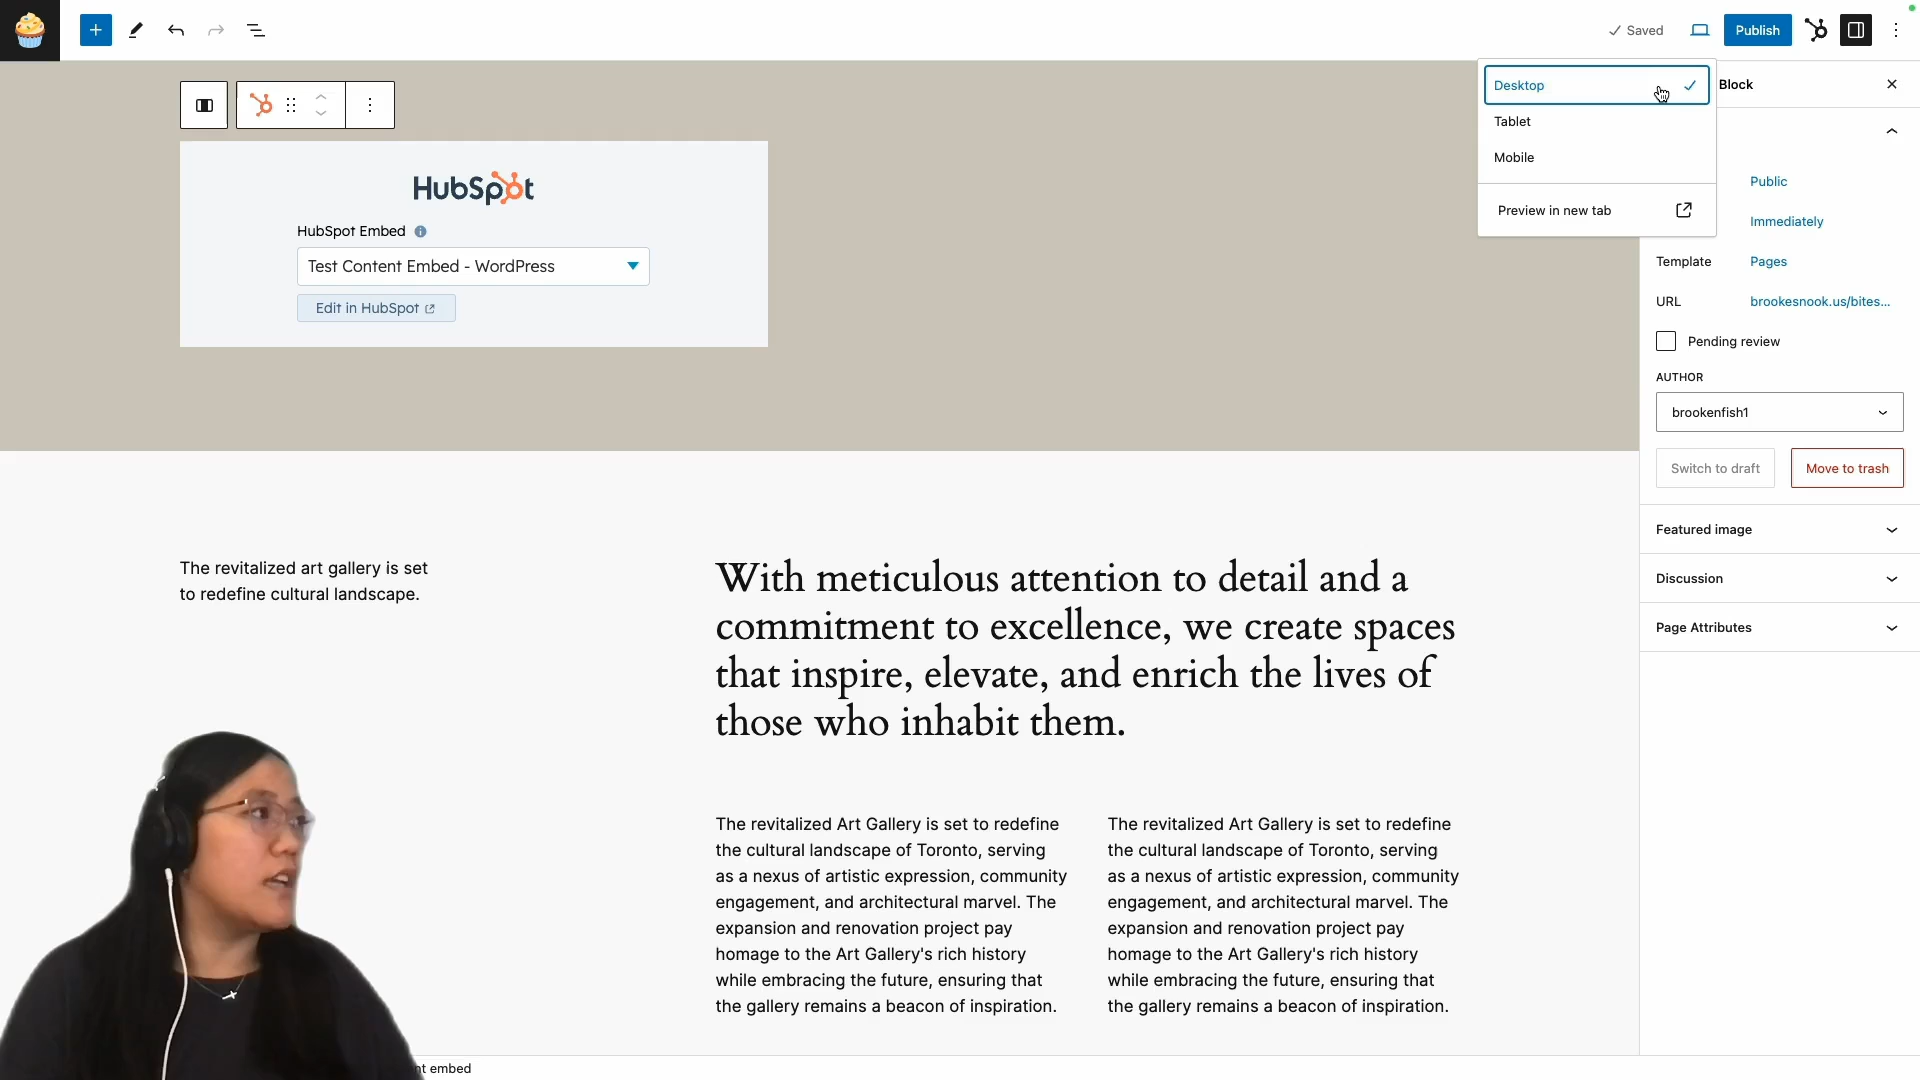 Saved
Publish
Desktop
Tablet
Mobile
Preview in new tab
Block
Public
Immediately
Template
Pages
URL
brookesnook.us/bites...
Pending review
AUTHOR
brookenfish1
Switch to draft
Move to trash
Featured image
Discussion
Page Attributes
HubSpot
HubSpot Embed
Test Content Embed - WordPress
Edit in HubSpot
The revitalized art gallery is set
to redefine cultural landscape.
With meticulous attention to detail and a
commitment to excellence, we create spaces
that inspire, elevate, and enrich the lives of
those who inhabit them.
The revitalized Art Gallery is set to redefine
the cultural landscape of Toronto, serving
as a nexus of artistic expression, community
engagement, and architectural marvel. The
expansion and renovation project pay
homage to the Art Gallery's rich history
while embracing the future, ensuring that
the gallery remains a beacon of inspiration.
The revitalized Art Gallery is set to redefine
the cultural landscape of Toronto, serving
as a nexus of artistic expression, community
engagement, and architectural marvel. The
expansion and renovation project pay
homage to the Art Gallery's rich history
while embracing the future, ensuring that
the gallery remains a beacon of inspiration.
embed